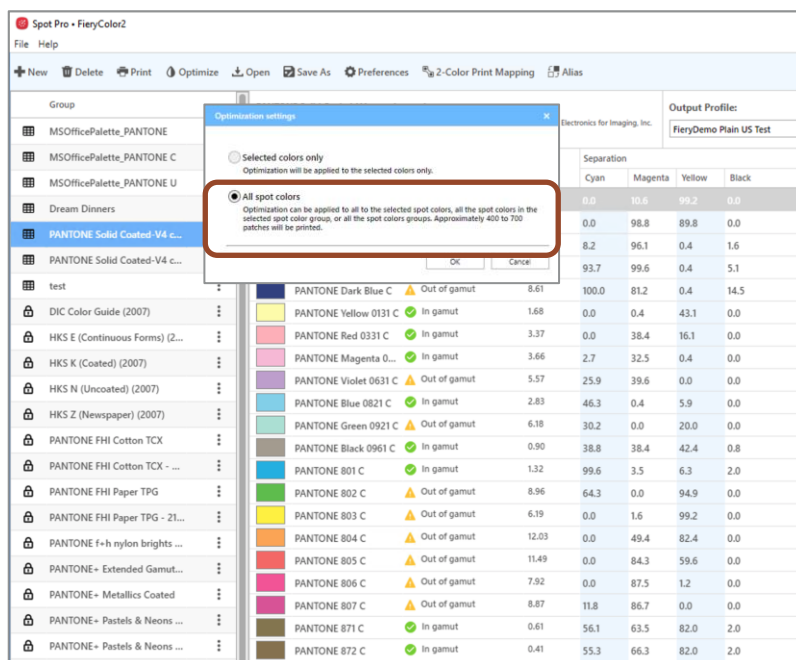 Spot Pro • FieryColor2
File Help
New Delete Print Optimize Open Save As Preferences 2-Color Print Mapping Alias
Group
MSOfficePalette_PANTONE
MSOfficePalette_PANTONE C
MSOfficePalette_PANTONE U
Dream Dinners
PANTONE Solid Coated-V4 c...
PANTONE Solid Coated-V4 c...
test
DIC Color Guide (2007)
HKS E (Continuous Forms) (2...
HKS K (Coated) (2007)
HKS N (Uncoated) (2007)
HKS Z (Newspaper) (2007)
PANTONE FHI Cotton TCX
PANTONE FHI Cotton TCX - ...
PANTONE FHI Paper TPG
PANTONE FHI Paper TPG - 21...
PANTONE f+h nylon brights ...
PANTONE+ Extended Gamut...
PANTONE+ Metallics Coated
PANTONE+ Pastels & Neons ...
PANTONE+ Pastels & Neons ...
Optimization settings
Selected colors only
Optimization will be applied to the selected colors only.
All spot colors
Optimization can be applied to all to the selected spot colors, all the spot colors in the
selected spot color group, or all the spot colors groups. Approximately 400 to 700
patches will be printed.
OK Cancel
Electronics for Imaging, Inc.
Output Profile:
FieryDemo Plain US Test
Separation
Cyan Magenta Yellow Black
0.0 10.6 99.2 0.0
0.0 98.8 89.8 0.0
8.2 96.1 0.4 1.6
93.7 99.6 0.4 5.1
PANTONE Dark Blue C Out of gamut 8.61 100.0 81.2 0.4 14.5
PANTONE Yellow 0131 C In gamut 1.68 0.0 0.4 43.1 0.0
PANTONE Red 0331 C In gamut 3.37 0.0 38.4 16.1 0.0
PANTONE Magenta 0... In gamut 3.66 2.7 32.5 0.4 0.0
PANTONE Violet 0631 C Out of gamut 5.57 25.9 39.6 0.0 0.0
PANTONE Blue 0821 C In gamut 2.83 46.3 0.4 5.9 0.0
PANTONE Green 0921 C Out of gamut 6.18 30.2 0.0 20.0 0.0
PANTONE Black 0961 C In gamut 0.90 38.8 38.4 42.4 0.8
PANTONE 801 C In gamut 1.32 99.6 3.5 6.3 2.0
PANTONE 802 C Out of gamut 8.96 64.3 0.0 94.9 0.0
PANTONE 803 C Out of gamut 6.19 0.0 1.6 99.2 0.0
PANTONE 804 C Out of gamut 12.03 0.0 49.4 82.4 0.0
PANTONE 805 C Out of gamut 11.49 0.0 84.3 59.6 0.0
PANTONE 806 C Out of gamut 7.92 0.0 87.5 1.2 0.0
PANTONE 807 C Out of gamut 8.87 11.8 86.7 0.0 0.0
PANTONE 871 C In gamut 0.61 56.1 63.5 82.0 2.0
PANTONE 872 C In gamut 0.41 55.3 66.3 82.0 2.0